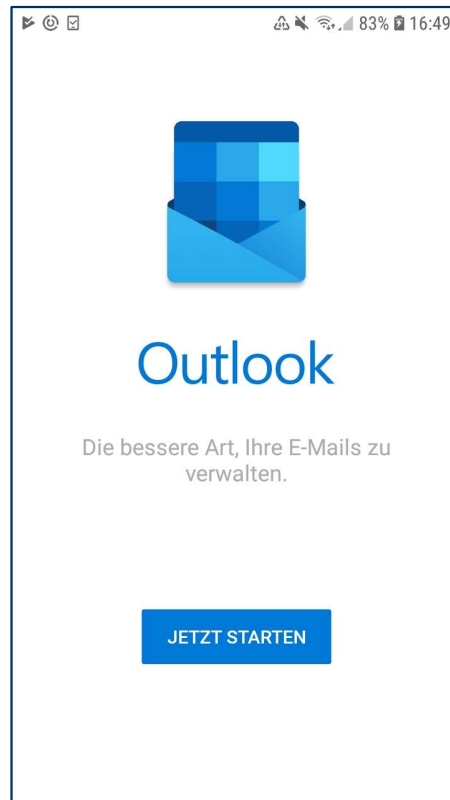 83% 16:49
Outlook
Die bessere Art, Ihre E-Mails zu
verwalten.
JETZT STARTEN